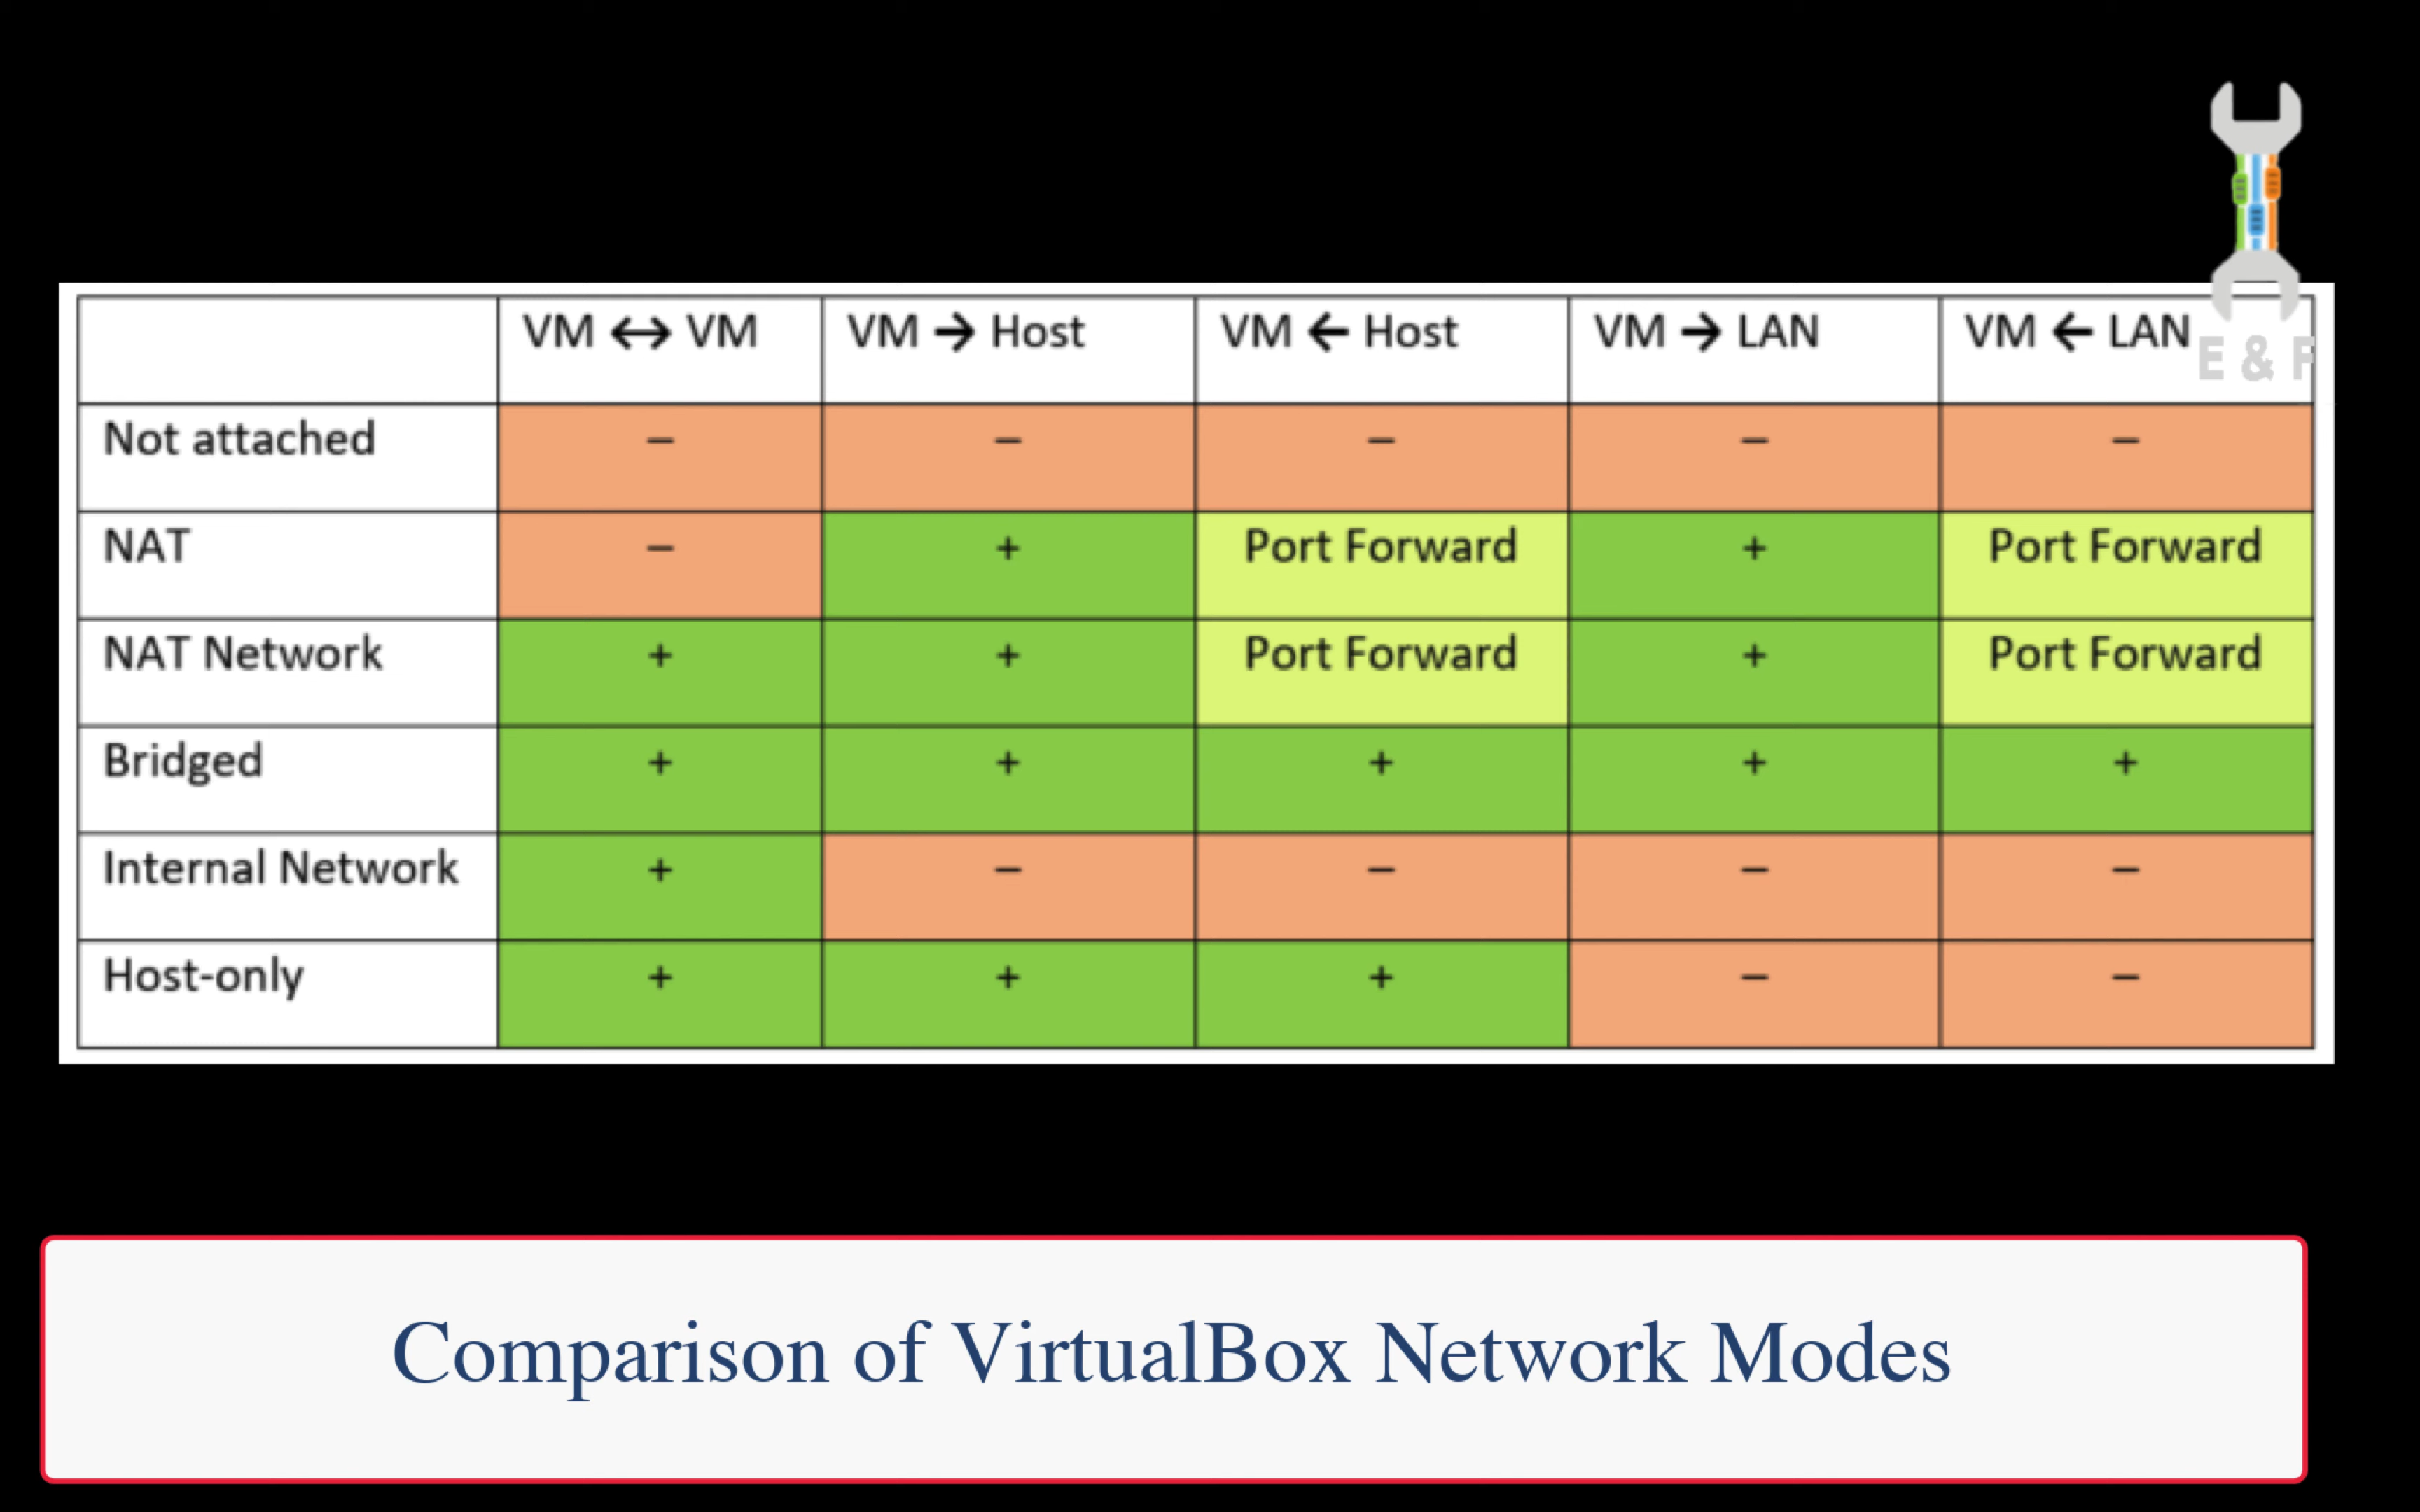 VM ↔ VM VM → Host VM ← Host VM → LAN VM ← LAN
E & F
Not attached – – – – –
NAT – + Port Forward + Port Forward
NAT Network + + Port Forward + Port Forward
Bridged + + + + +
Internal Network + – – – –
Host-only + + + – –
Comparison of VirtualBox Network Modes